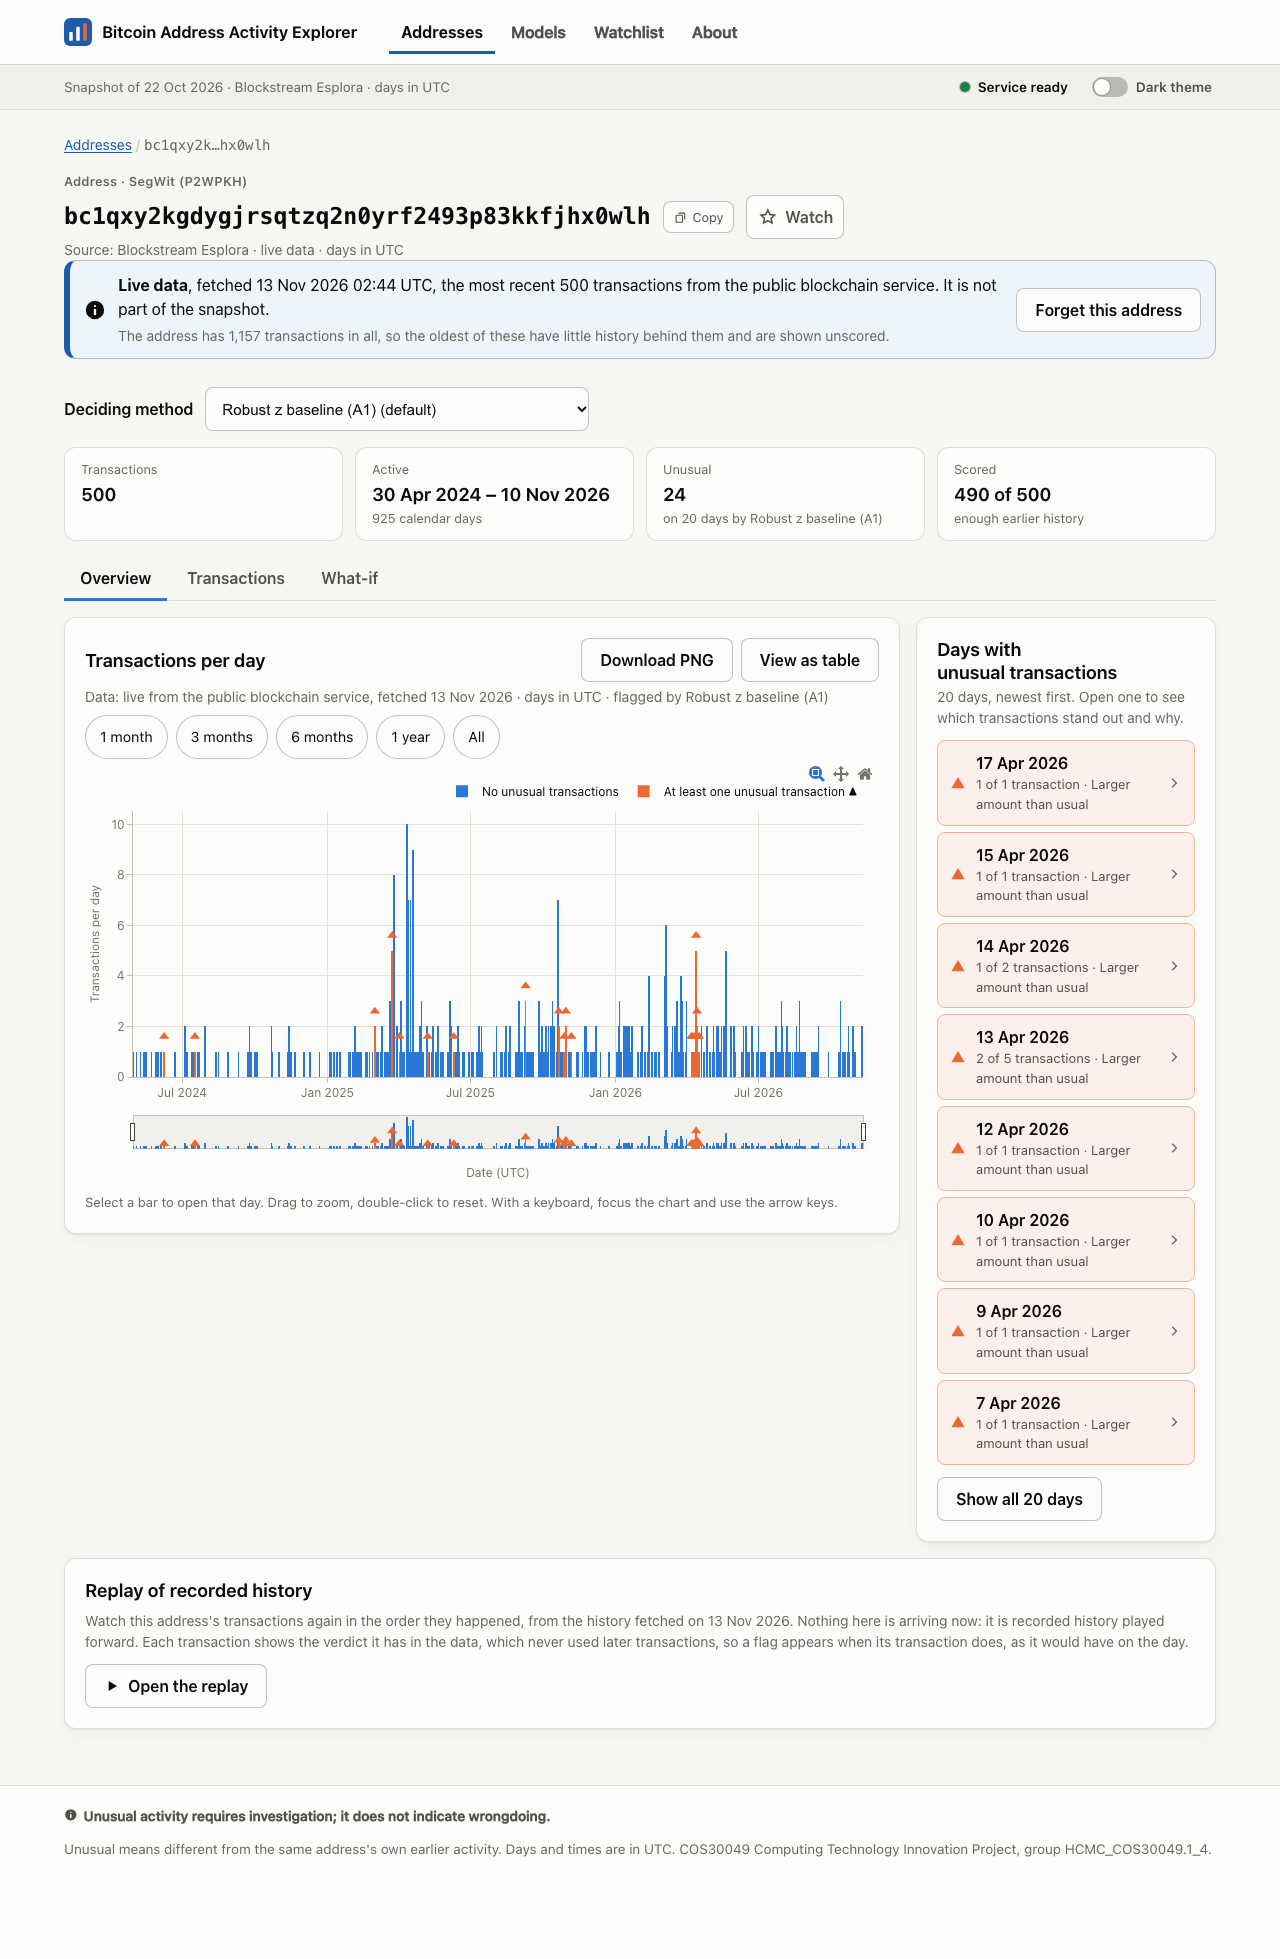 Bitcoin Address Activity Explorer
Addresses
Models
Watchlist
About
Snapshot of 22 Oct 2026 · Blockstream Esplora · days in UTC
Service ready
Dark theme
Addresses / bc1qxy2k…hx0wlh
Address · SegWit (P2WPKH)
bc1qxy2kgdygjrsqtzq2n0yrf2493p83kkfjhx0wlh
Copy
Watch
Source: Blockstream Esplora · live data · days in UTC
Live data, fetched 13 Nov 2026 02:44 UTC, the most recent 500 transactions from the public blockchain service. It is not
part of the snapshot.
The address has 1,157 transactions in all, so the oldest of these have little history behind them and are shown unscored.
Forget this address
Deciding method
Robust z baseline (A1) (default)
Transactions
500
Active
30 Apr 2024 – 10 Nov 2026
925 calendar days
Unusual
24
on 20 days by Robust z baseline (A1)
Scored
490 of 500
enough earlier history
Overview
Transactions
What-if
Transactions per day
Download PNG
View as table
Data: live from the public blockchain service, fetched 13 Nov 2026 · days in UTC · flagged by Robust z baseline (A1)
1 month
3 months
6 months
1 year
All
No unusual transactions
At least one unusual transaction ▲
Transactions per day
10
8
6
4
2
0
Jul 2024
Jan 2025
Jul 2025
Jan 2026
Jul 2026
Date (UTC)
Select a bar to open that day. Drag to zoom, double-click to reset. With a keyboard, focus the chart and use the arrow keys.
Days with
unusual transactions
20 days, newest first. Open one to see
which transactions stand out and why.
17 Apr 2026
1 of 1 transaction · Larger
amount than usual
15 Apr 2026
1 of 1 transaction · Larger
amount than usual
14 Apr 2026
1 of 2 transactions · Larger
amount than usual
13 Apr 2026
2 of 5 transactions · Larger
amount than usual
12 Apr 2026
1 of 1 transaction · Larger
amount than usual
10 Apr 2026
1 of 1 transaction · Larger
amount than usual
9 Apr 2026
1 of 1 transaction · Larger
amount than usual
7 Apr 2026
1 of 1 transaction · Larger
amount than usual
Show all 20 days
Replay of recorded history
Watch this address's transactions again in the order they happened, from the history fetched on 13 Nov 2026. Nothing here is arriving now: it is recorded history played
forward. Each transaction shows the verdict it has in the data, which never used later transactions, so a flag appears when its transaction does, as it would have on the day.
Open the replay
Unusual activity requires investigation; it does not indicate wrongdoing.
Unusual means different from the same address's own earlier activity. Days and times are in UTC. COS30049 Computing Technology Innovation Project, group HCMC_COS30049.1_4.